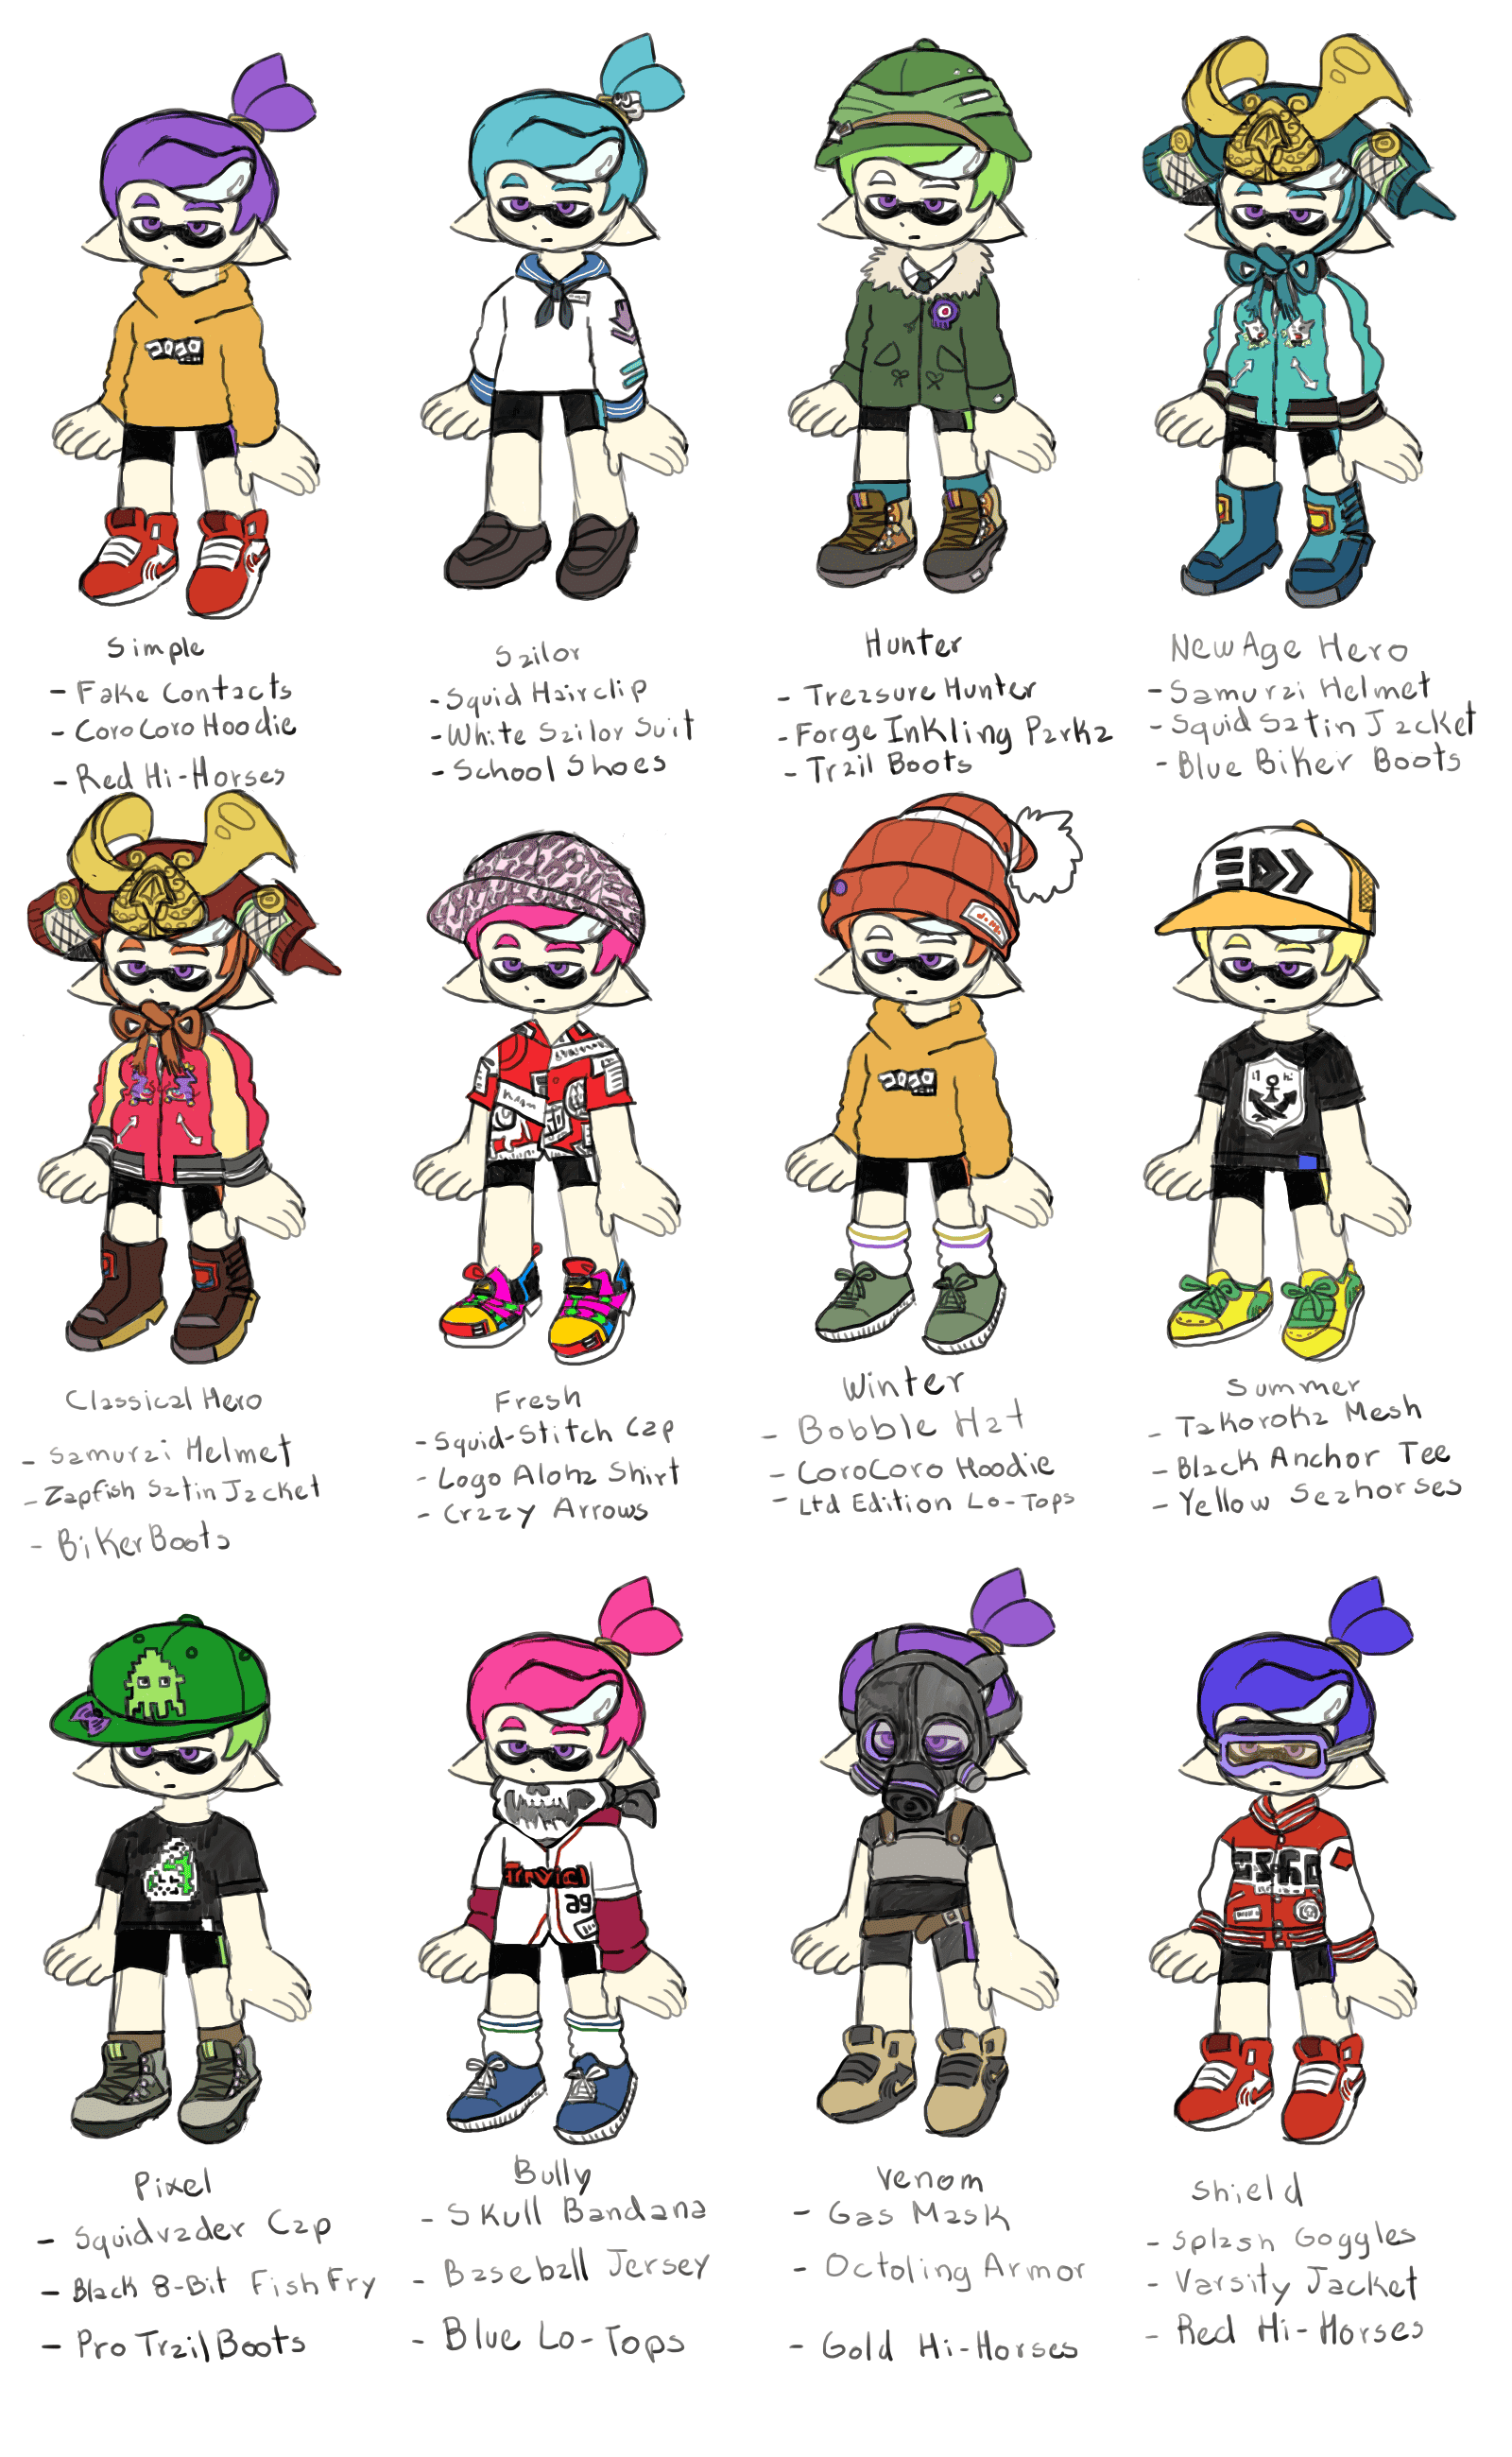 Simple
- Fake Contacts
- CoroCoro Hoodie
- Red Hi-Horses
Sailor
- Squid Hairclip
- White Sailor Suit
- School Shoes
Hunter
- Treasure Hunter
- Forge Inkling Parka
- Trail Boots
New Age Hero
- Samurai Helmet
- Squid Satin Jacket
- Blue Biker Boots
Classical Hero
- Samurai Helmet
- Zapfish Satin Jacket
- Biker Boots
Fresh
- Squid-Stitch Cap
- Logo Aloha Shirt
- Crazy Arrows
Winter
- Bobble Hat
- CoroCoro Hoodie
- Ltd Edition Lo-Tops
Summer
- Takoroka Mesh
- Black Anchor Tee
- Yellow Seahorses
Pixel
- Squidvader Cap
- Black 8-Bit FishFry
- Pro Trail Boots
Bully
- Skull Bandana
- Baseball Jersey
- Blue Lo-Tops
29
Venom
- Gas Mask
- Octoling Armor
- Gold Hi-Horses
Shield
- Splash Goggles
- Varsity Jacket
- Red Hi-Horses